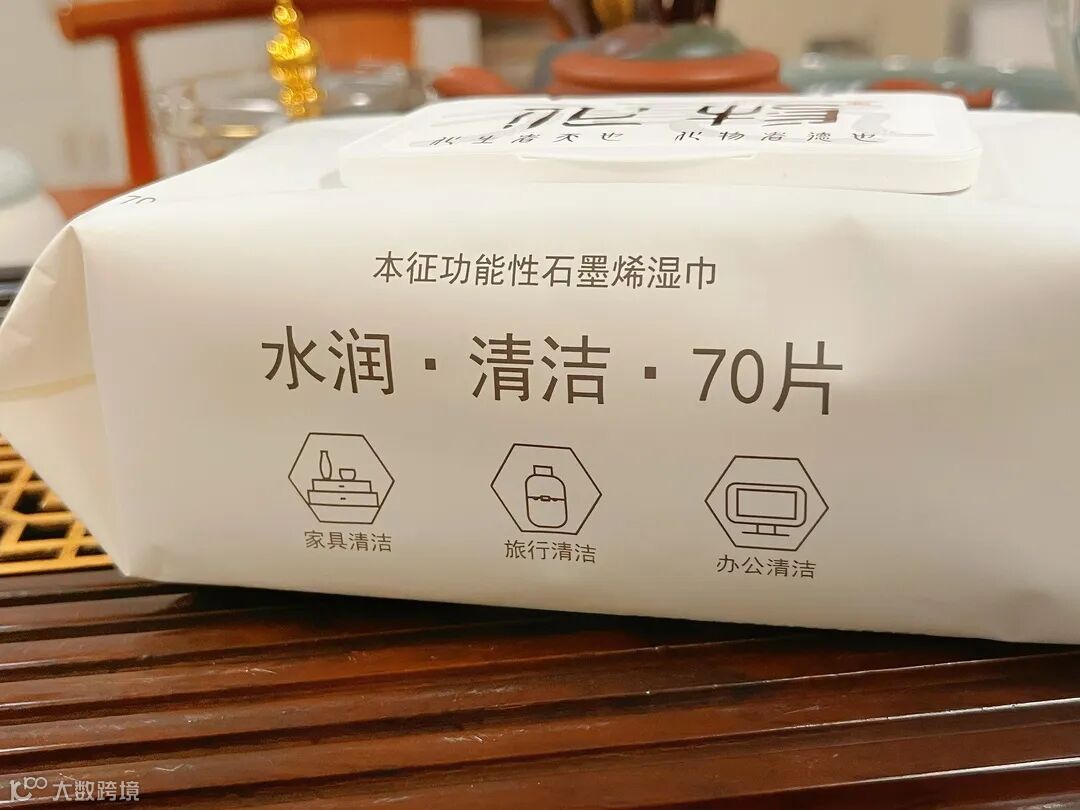 本征功能性石墨烯湿巾
水润·清洁·70片
家具清洁
旅行清洁
办公清洁
大数跨境